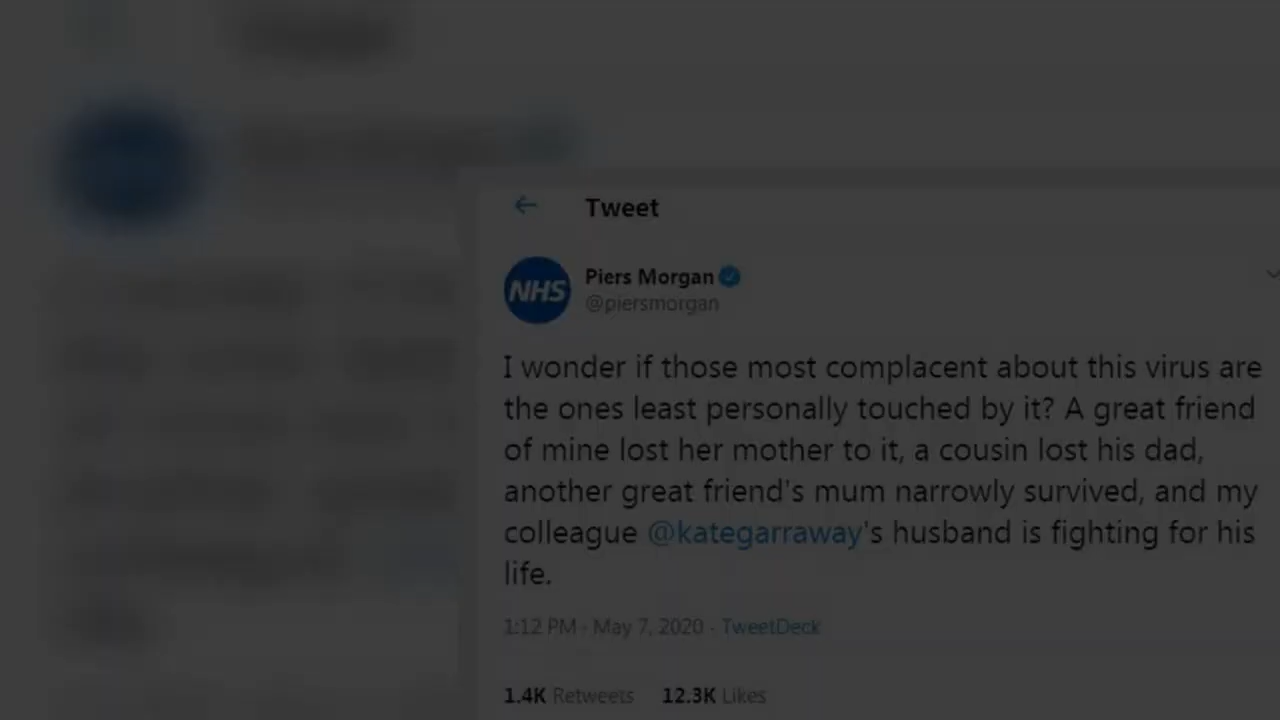 Tweet
NHS
Piers Morgan
@piersmorgan
I wonder if those most complacent about this virus are
the ones least personally touched by it? A great friend
of mine lost her mother to it, a cousin lost his dad,
another great friend's mum narrowly survived, and my
colleague @kategarraway's husband is fighting for his
life.
1:12 PM · May 7, 2020 · TweetDeck
1.4K Retweets 12.3K Likes